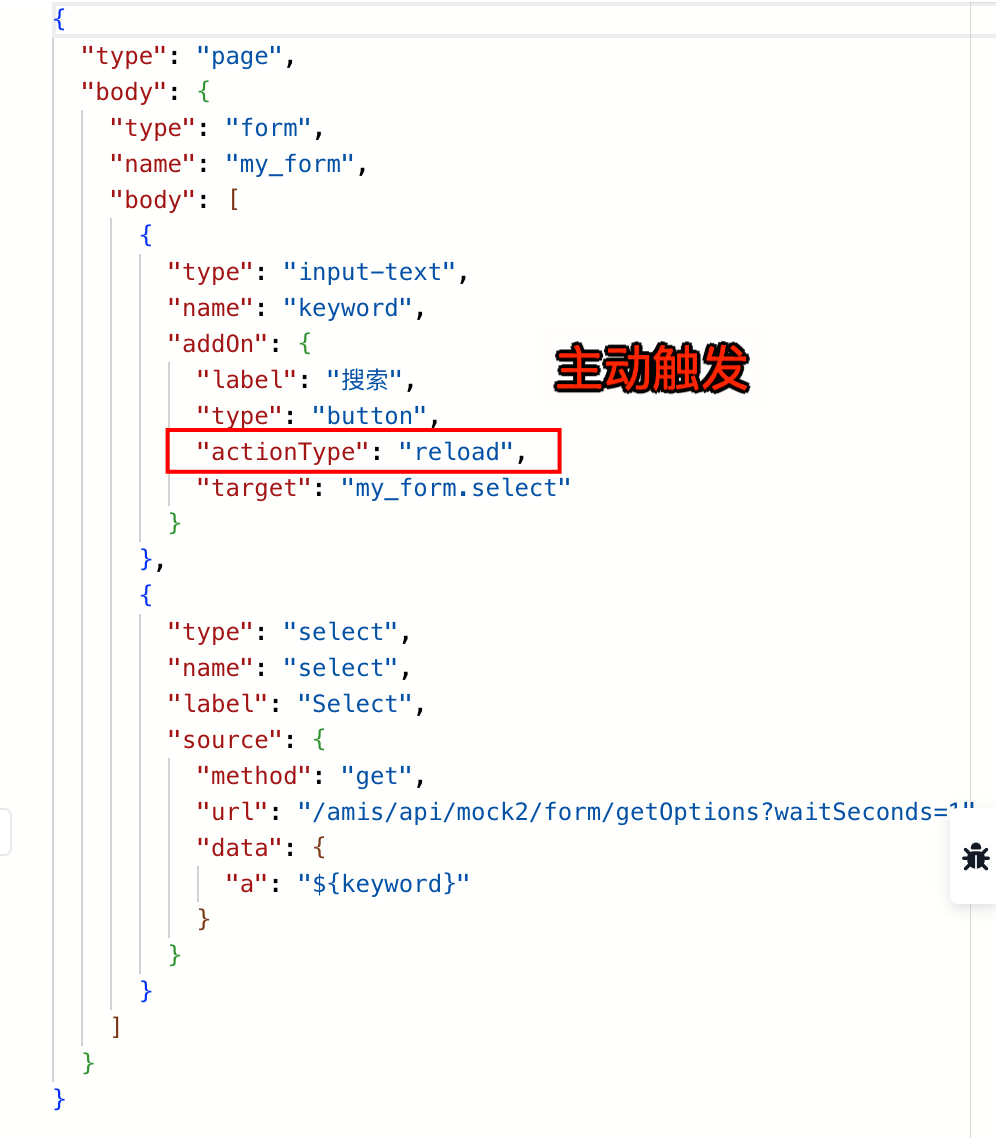 {
"type": "page",
"body": {
"type": "form",
"name": "my_form",
"body": [
{
"type": "input-text",
"name": "keyword",
"addOn": {
"label": "搜索",
主动触发
"type": "button",
"actionType": "reload",
"target": "my_form.select"
}
},
{
"type": "select",
"name": "select",
"label": "Select",
"source": {
"method": "get",
"url": "/amis/api/mock2/form/getOptions?waitSeconds=1"
"data": {
"a": "${keyword}"
}
}
}
]
}
}